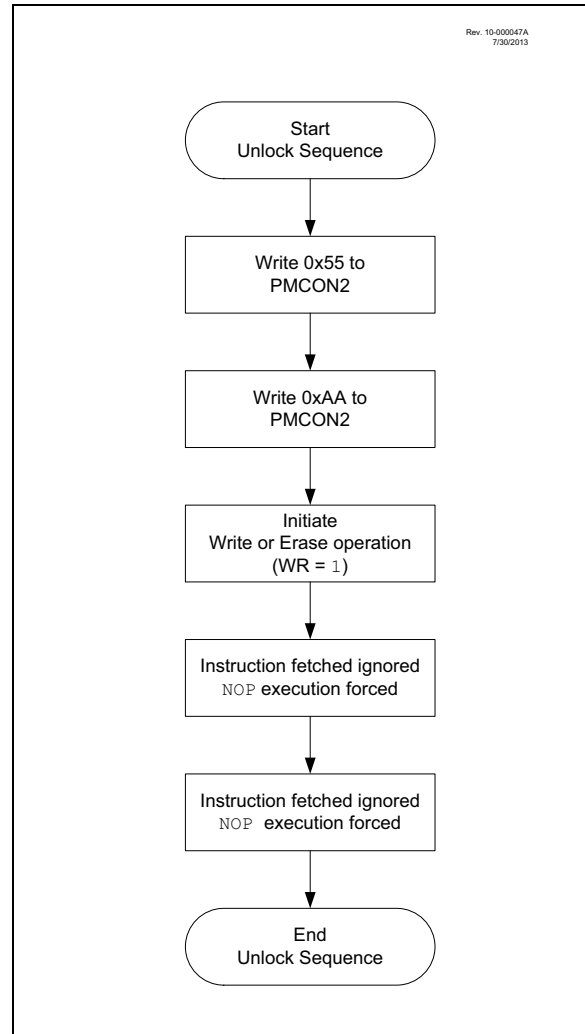 Rev. 10-000047A
7/30/2013
Start
Unlock Sequence
Write 0x55 to
PMCON2
Write 0xAA to
PMCON2
Initiate
Write or Erase operation
(WR = 1)
Instruction fetched ignored
NOP execution forced
Instruction fetched ignored
NOP execution forced
End
Unlock Sequence